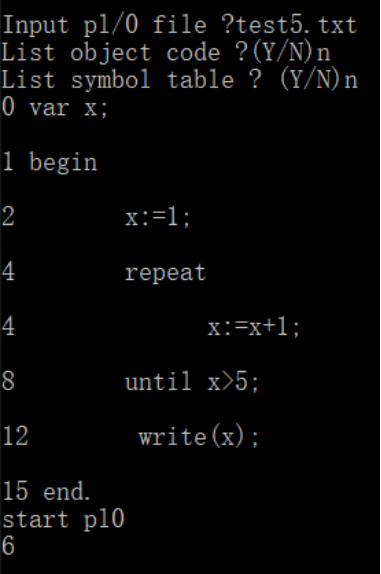 Input pl/0 file ?test5.txt
List object code ?(Y/N)n
List symbol table ? (Y/N)n
0 var x;
1 begin
2 x:=1;
4 repeat
4 x:=x+1;
8 until x>5;
12 write(x);
15 end.
start pl0
6